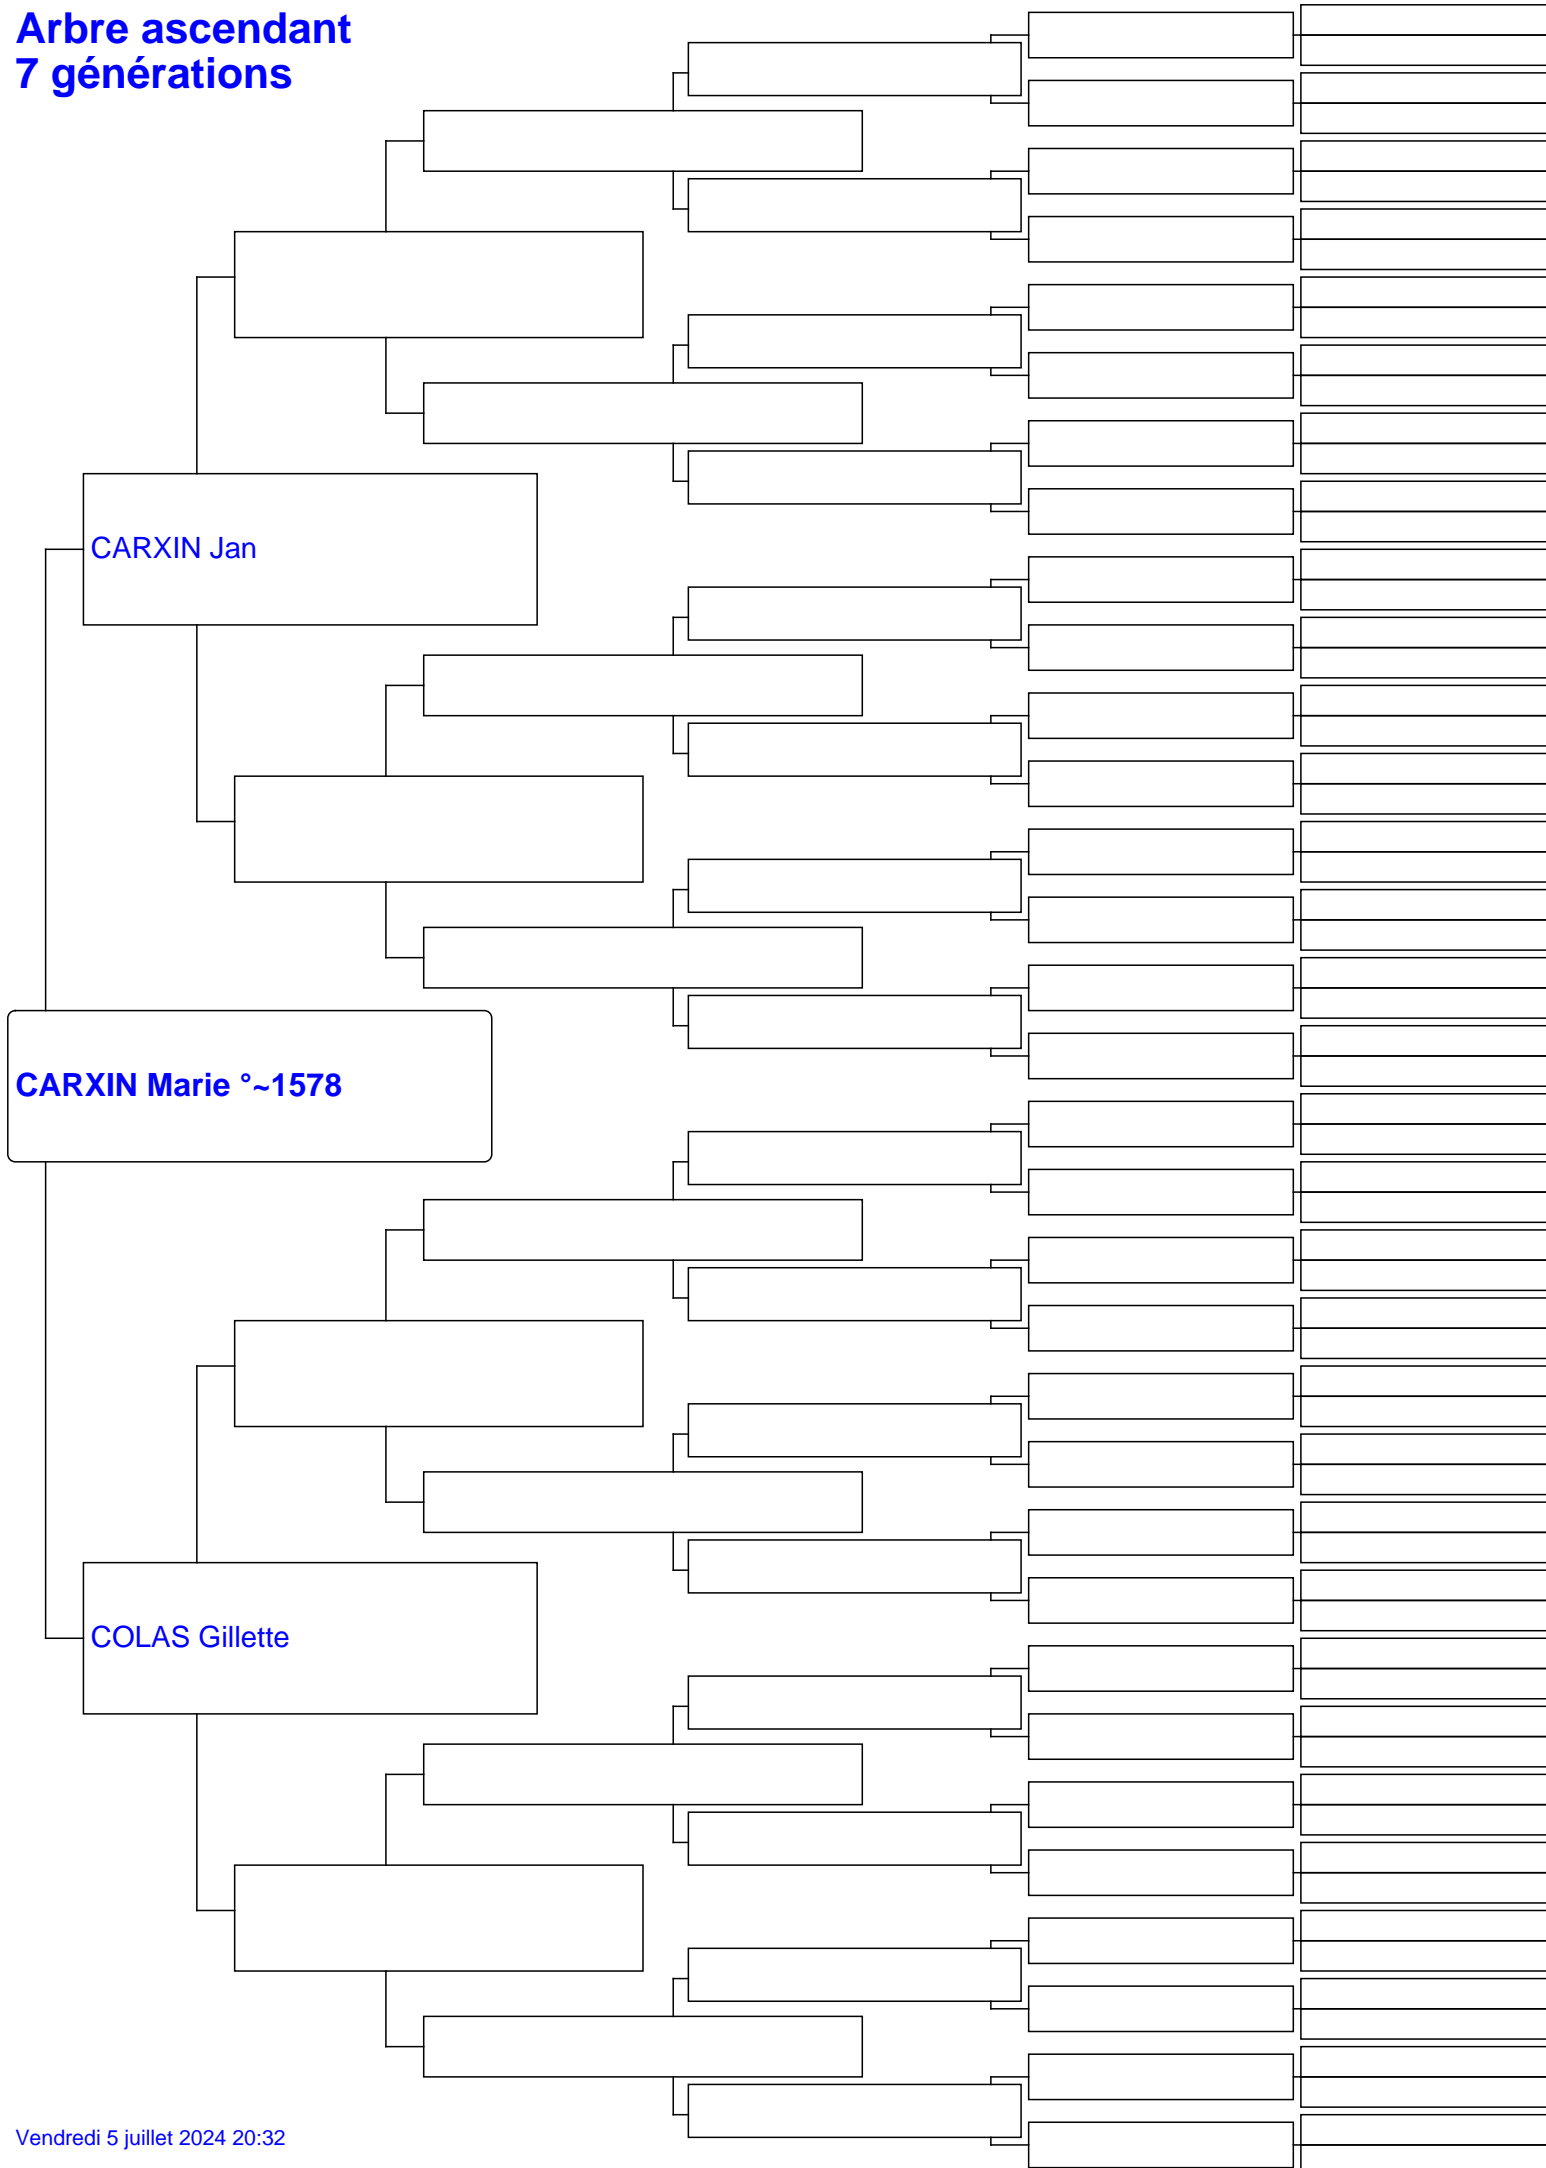 Arbre ascendant
7 générations
CARXIN Jan
CARXIN Marie °~1578
COLAS Gillette
Vendredi 5 juillet 2024 20:32